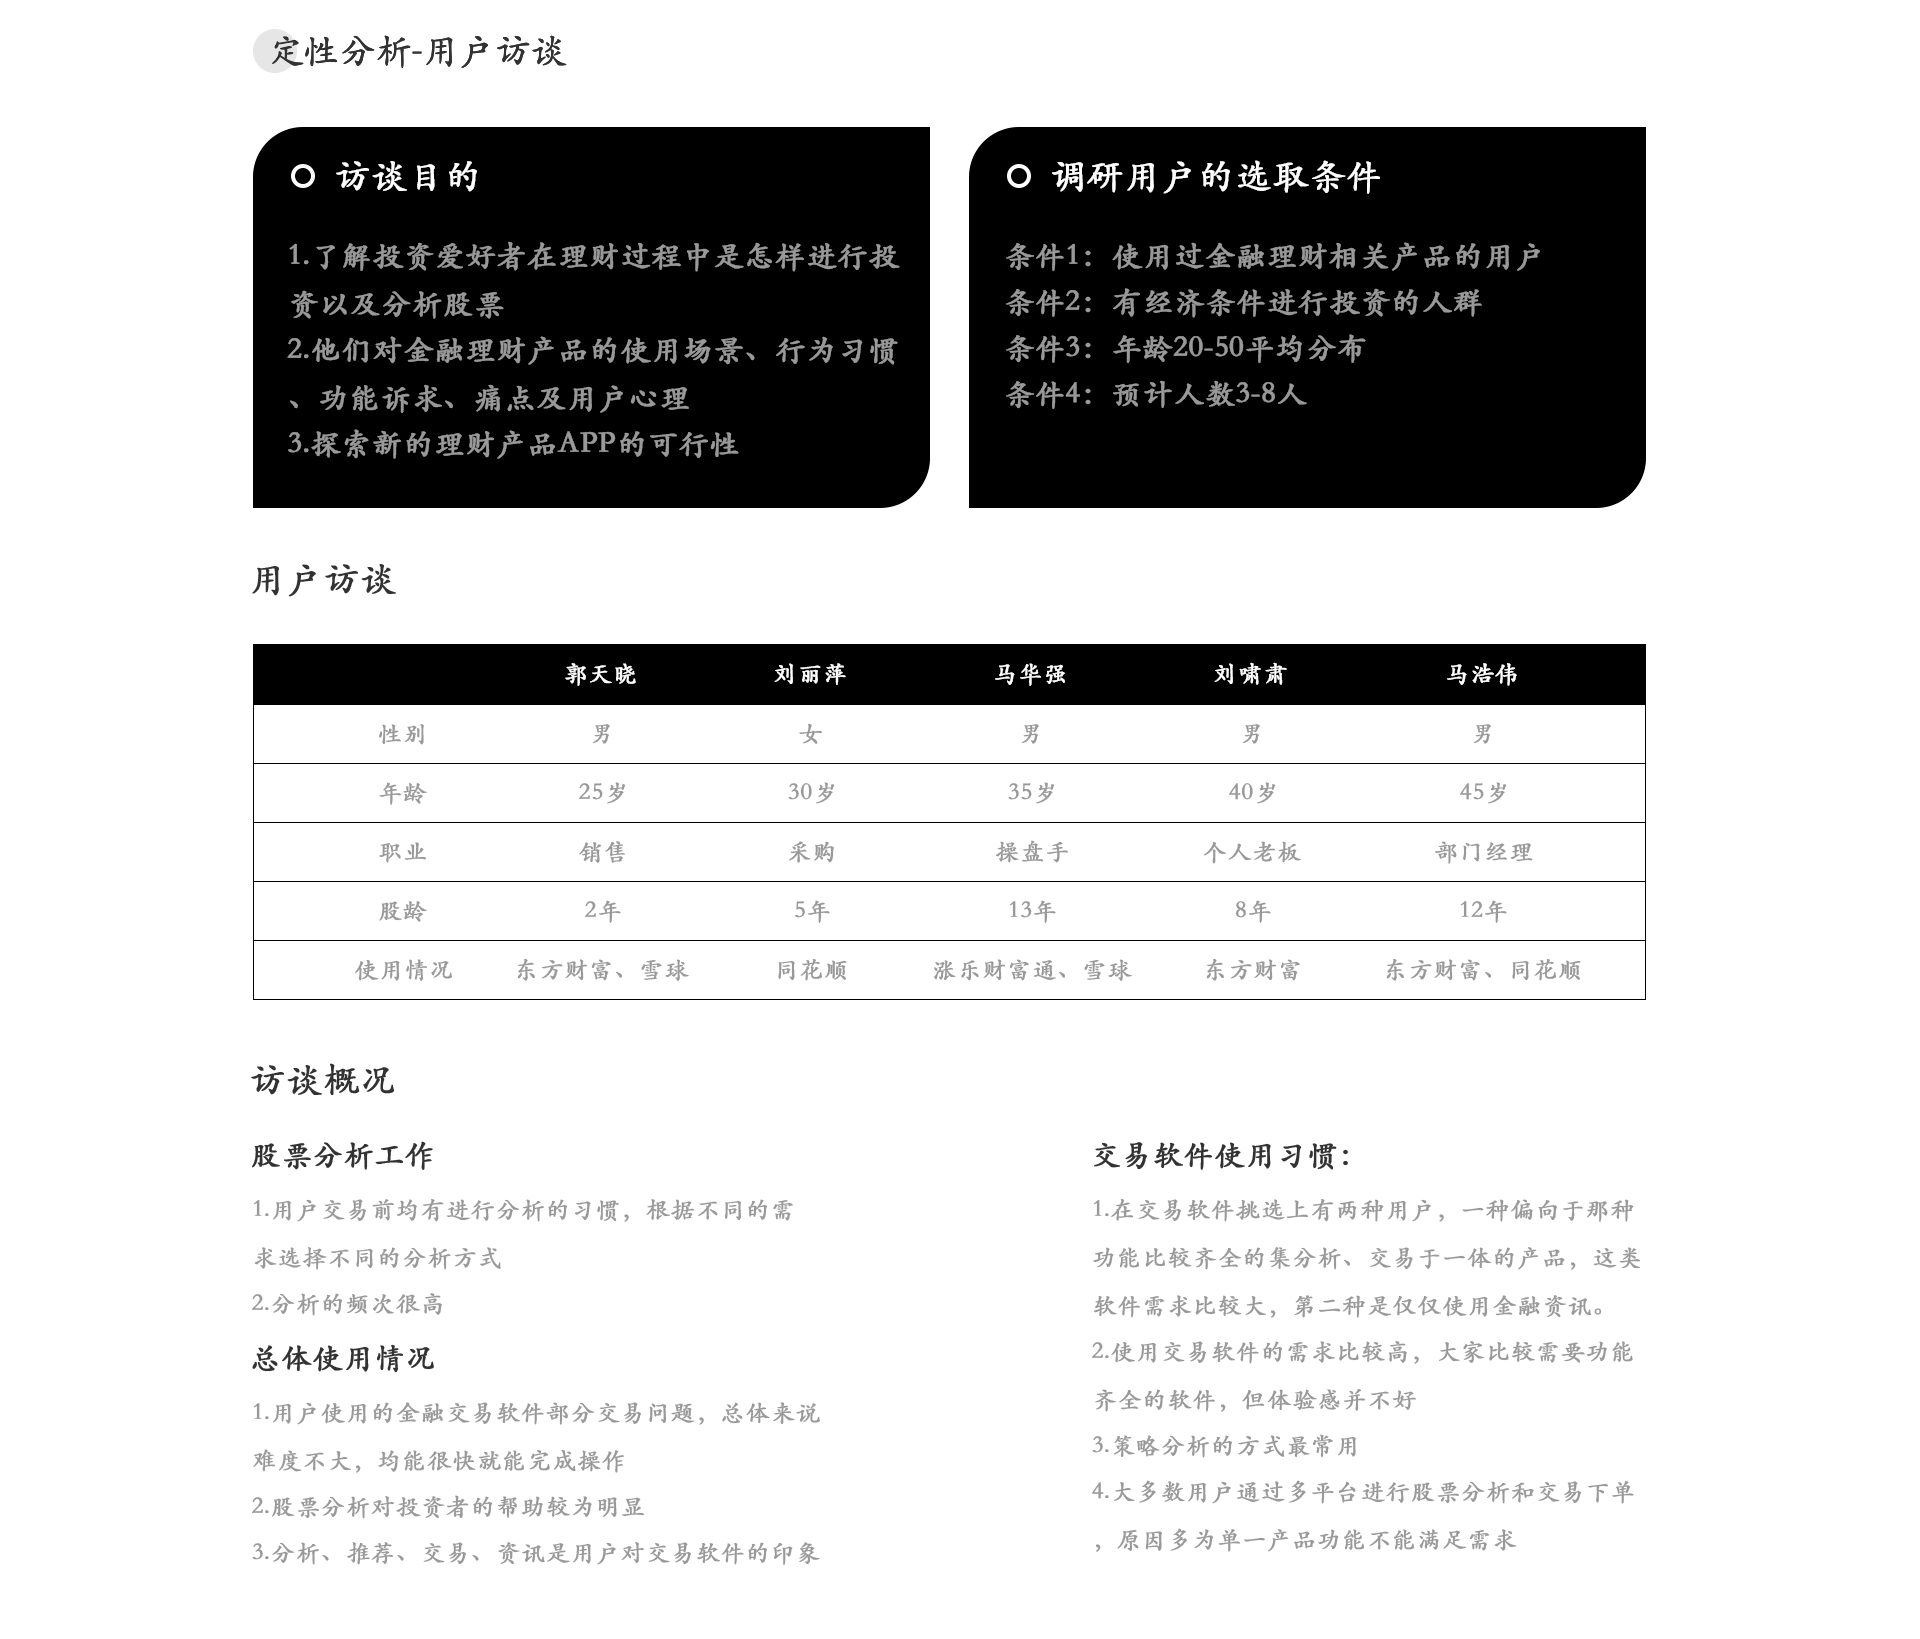 定性分析-用户访谈
访谈目的
1.了解投资爱好者在理财过程中是怎样进行投
资以及分析股票
2.他们对金融理财产品的使用场景、行为习惯
、功能诉求、痛点及用户心理
3.探索新的理财产品APP的可行性
调研用户的选取条件
条件1：使用过金融理财相关产品的用户
条件2：有经济条件进行投资的人群
条件3：年龄20-50平均分布
条件4：预计人数3-8人
用户访谈
郭天晓 刘丽萍 马华强 刘啸肃 马浩伟
性别 男 女 男 男 男
年龄 25岁 30岁 35岁 40岁 45岁
职业 销售 采购 操盘手 个人老板 部门经理
股龄 2年 5年 13年 8年 12年
使用情况 东方财富、雪球 同花顺 涨乐财富通、雪球 东方财富 东方财富、同花顺
访谈概况
股票分析工作
1.用户交易前均有进行分析的习惯，根据不同的需
求选择不同的分析方式
2.分析的频次很高
总体使用情况
1.用户使用的金融交易软件部分交易问题，总体来说
难度不大，均能很快就能完成操作
2.股票分析对投资者的帮助较为明显
3.分析、推荐、交易、资讯是用户对交易软件的印象
交易软件使用习惯：
1.在交易软件挑选上有两种用户，一种偏向于那种
功能比较齐全的集分析、交易于一体的产品，这类
软件需求比较大，第二种是仅仅使用金融资讯。
2.使用交易软件的需求比较高，大家比较需要功能
齐全的软件，但体验感并不好
3.策略分析的方式最常用
4.大多数用户通过多平台进行股票分析和交易下单
，原因多为单一产品功能不能满足需求